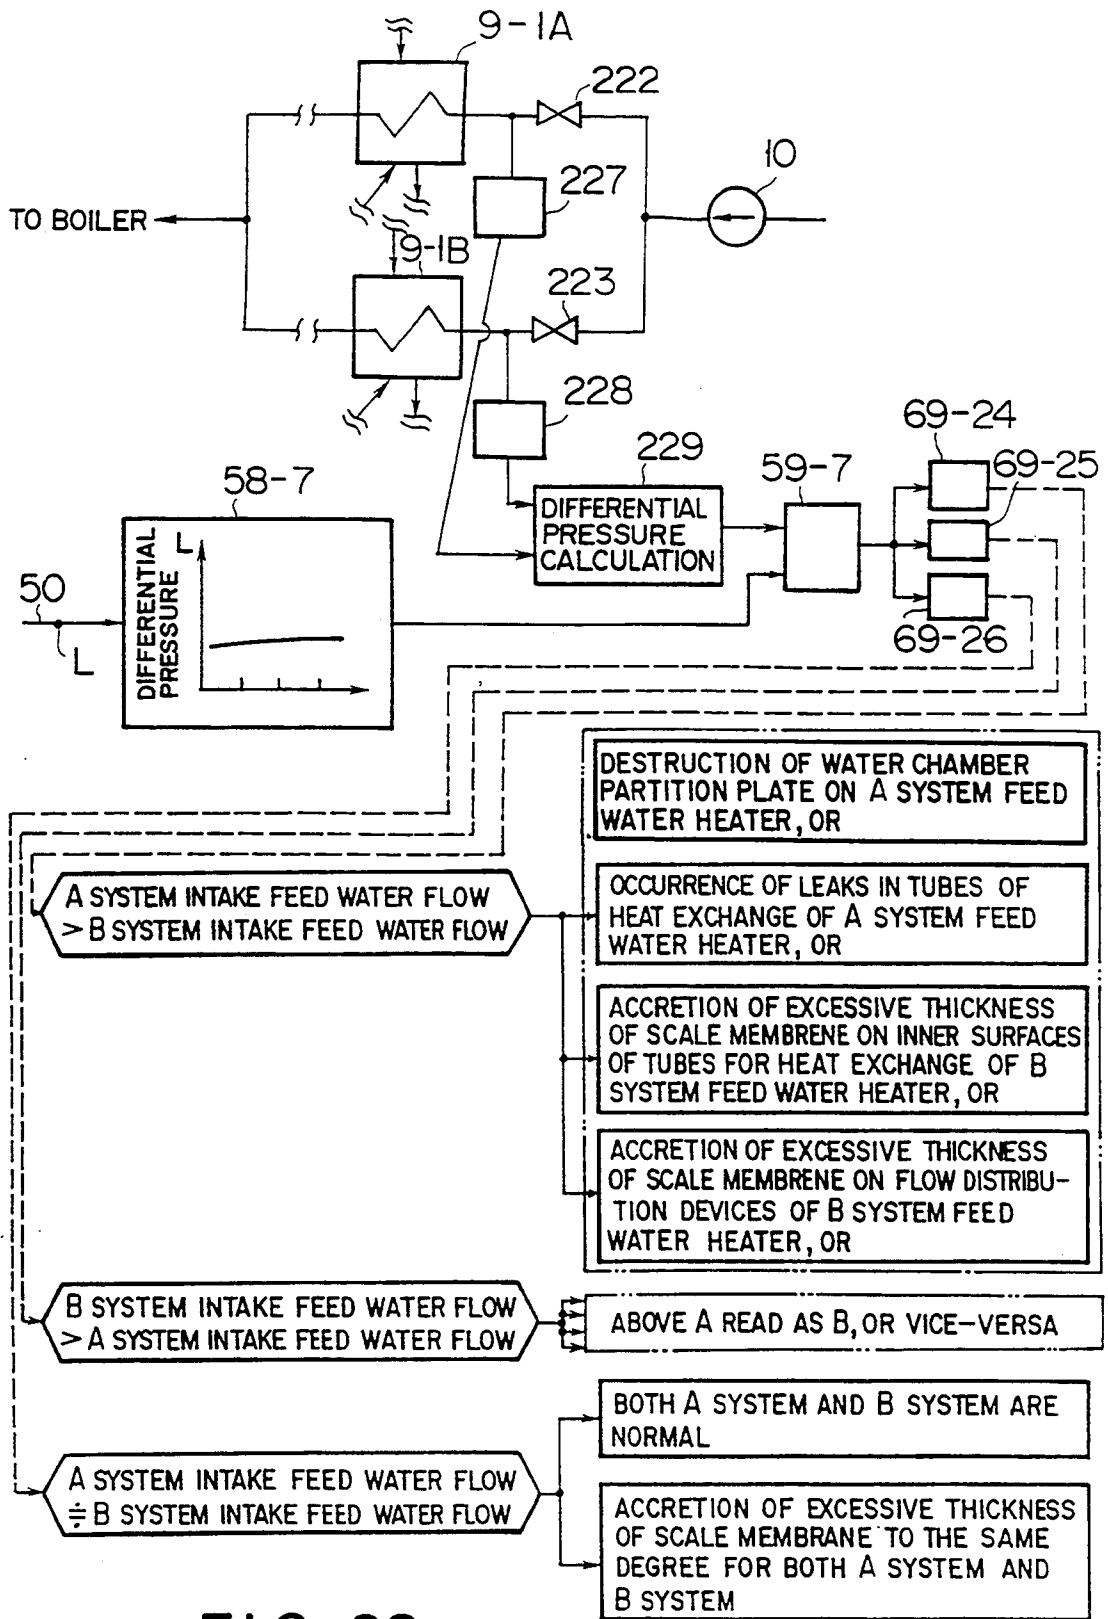 9-1A
222
10
227
TO BOILER
9-1B
223
228
69-24
69-25
229
59-7
58-7
DIFFERENTIAL
PRESSURE
CALCULATION
DIFFERENTIAL
PRESSURE
L
50
L
69-26
DESTRUCTION OF WATER CHAMBER
PARTITION PLATE ON A SYSTEM FEED
WATER HEATER, OR
A SYSTEM INTAKE FEED WATER FLOW
> B SYSTEM INTAKE FEED WATER FLOW
OCCURRENCE OF LEAKS IN TUBES OF
HEAT EXCHANGE OF A SYSTEM FEED
WATER HEATER, OR
ACCRETION OF EXCESSIVE THICKNESS
OF SCALE MEMBRENE ON INNER SURFACES
OF TUBES FOR HEAT EXCHANGE OF B
SYSTEM FEED WATER HEATER, OR
ACCRETION OF EXCESSIVE THICKNESS
OF SCALE MEMBRENE ON FLOW DISTRIBU-
TION DEVICES OF B SYSTEM FEED
WATER HEATER, OR
B SYSTEM INTAKE FEED WATER FLOW
> A SYSTEM INTAKE FEED WATER FLOW
ABOVE A READ AS B, OR VICE-VERSA
BOTH A SYSTEM AND B SYSTEM ARE
NORMAL
A SYSTEM INTAKE FEED WATER FLOW
≑ B SYSTEM INTAKE FEED WATER FLOW
ACCRETION OF EXCESSIVE THICKNESS
OF SCALE MEMBRANE TO THE SAME
DEGREE FOR BOTH A SYSTEM AND
B SYSTEM